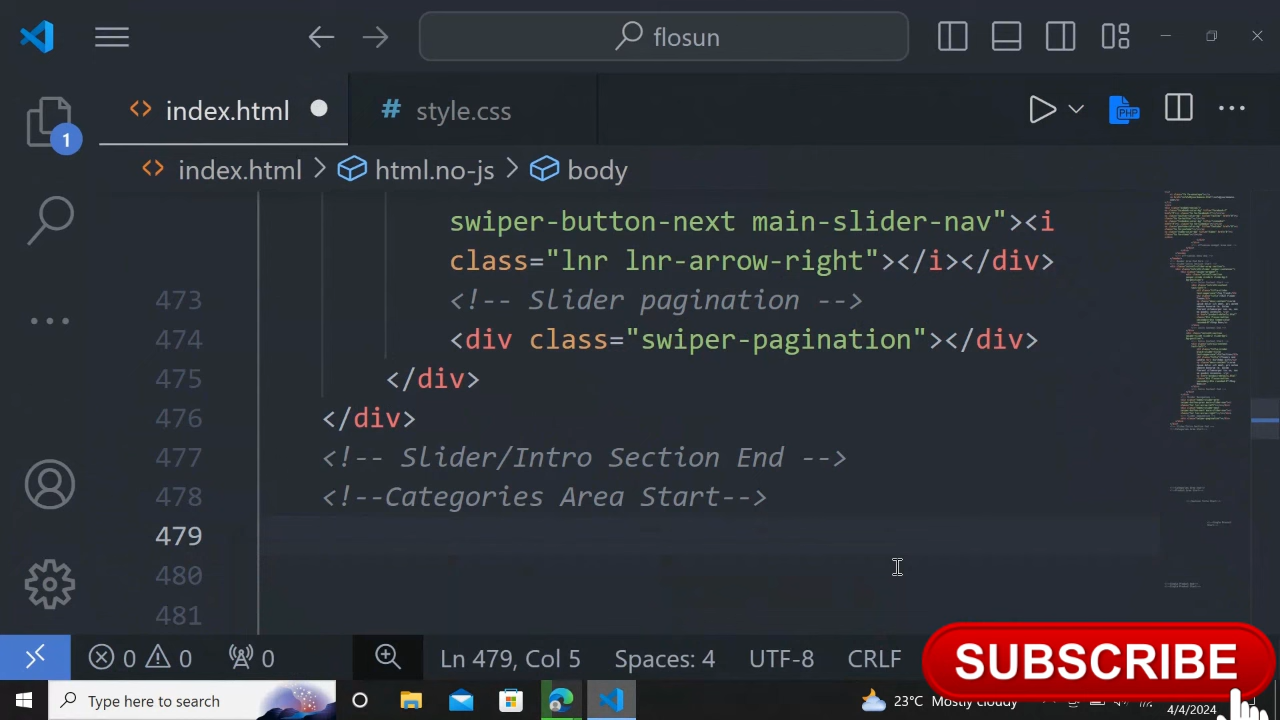 flosun
index.html
# style.css
PHP
1
index.html > html.no-js > body
swiper-button-next main-slider-nav"><i
class="lnr lnr-arrow-right"></i></div>
473 <!-- Slider pagination -->
474 <div class="swiper-pagination"></div>
475 </div>
476 </div>
477 <!-- Slider/Intro Section End -->
478 <!--Categories Area Start-->
479
480
481
0 0 0 Ln 479, Col 5 Spaces: 4 UTF-8 CRLF
SUBSCRIBE
Type here to search
23°C Mostly cloudy
4/4/2024